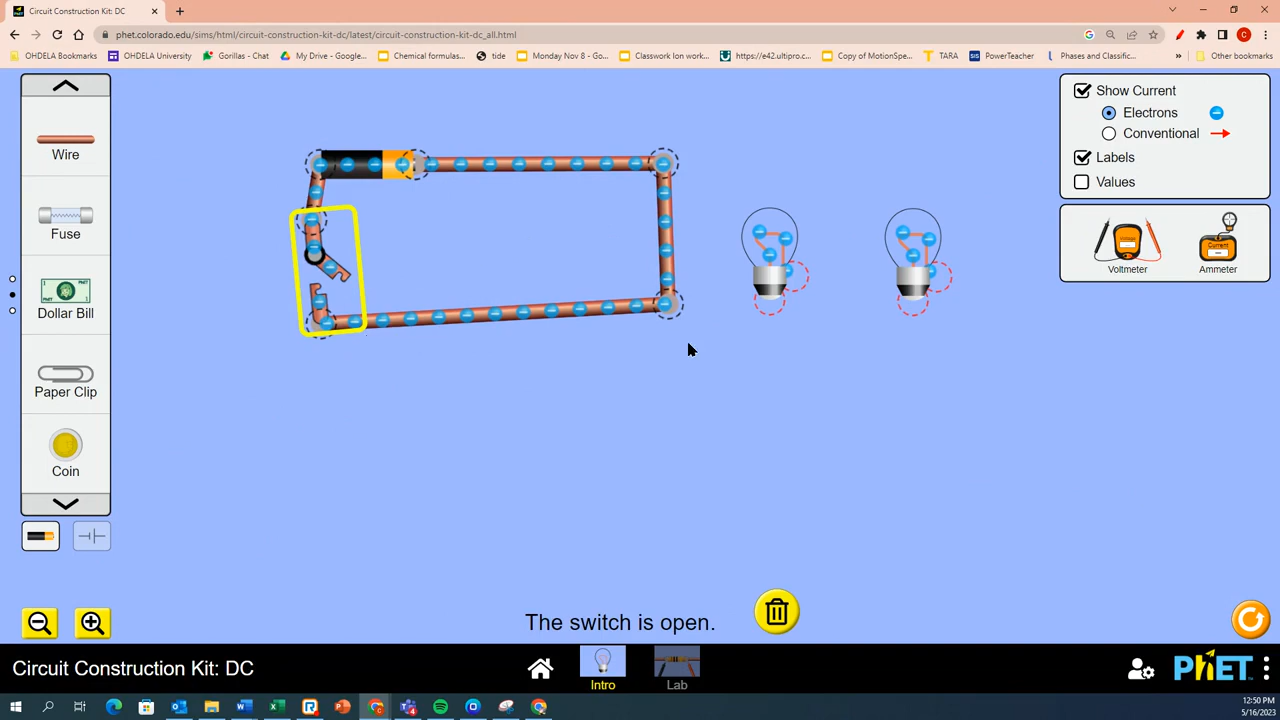 Circuit Construction Kit: DC
phet.colorado.edu/sims/html/circuit-construction-kit-dc/latest/circuit-construction-kit-dc_all.html
OHDELA Bookmarks
OHDELA University
Gorillas - Chat
My Drive - Google...
Chemical formulas...
tide
Monday Nov 8 - Go...
Classwork Ion work...
https://e42.ultipro.c...
Copy of MotionSpe...
TARA
PowerTeacher
Phases and Classific...
»
Other bookmarks
Wire
Fuse
Dollar Bill
Paper Clip
Coin
Show Current
Electrons
Conventional
Labels
Values
Voltmeter
Ammeter
The switch is open.
Circuit Construction Kit: DC
Intro
Lab
PhET
12:50 PM
5/16/2023